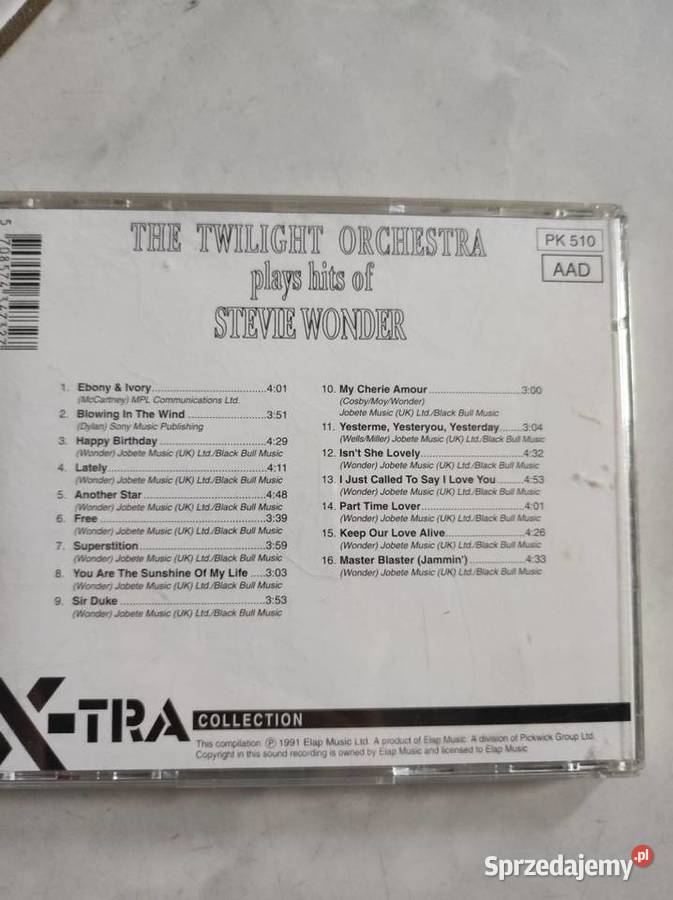 THE TWILIGHT ORCHESTRA
plays hits of
STEVIE WONDER
PK 510
AAD
1. Ebony & Ivory 4:01
(McCartney) MPL Communications Ltd.
2. Blowing In The Wind 3:51
(Dylan) Sony Music Publishing
3. Happy Birthday 4:29
(Wonder) Jobete Music (UK) Ltd./Black Bull Music
4. Lately 4:11
(Wonder) Jobete Music (UK) Ltd./Black Bull Music
5. Another Star 4:48
6. Free 3:39
(Wonder) Jobete Music (UK) Ltd./Black Bull Music
7. Superstition 3:59
(Wonder) Jobete Music (UK) Ltd./Black Bull Music
8. You Are The Sunshine Of My Life 3:03
(Wonder) Jobete Music (UK) Ltd./Black Bull Music
9. Sir Duke 3:53
(Wonder) Jobete Music (UK) Ltd./Black Bull Music
10. My Cherie Amour 3:00
(Cosby/Moy/Wonder)
Jobete Music (UK) Ltd./Black Bull Music
11. Yesterme, Yesteryou, Yesterday 3:04
(Wells/Miller) Jobete Music (UK) Ltd./Black Bull Music
12. Isn't She Lovely 4:32
(Wonder) Jobete Music (UK) Ltd./Black Bull Music
13. I Just Called To Say I Love You 4:53
(Wonder) Jobete Music (UK) Ltd./Black Bull Music
14. Part Time Lover 4:01
(Wonder) Jobete Music (UK) Ltd./Black Bull Music
15. Keep Our Love Alive 4:26
(Wonder) Jobete Music (UK) Ltd./Black Bull Music
16. Master Blaster (Jammin') 4:33
(Wonder) Jobete Music (UK) Ltd./Black Bull Music
X-TRA COLLECTION
This compilation ℗ 1991 Elap Music Ltd. A product of Elap Music. A division of Pickwick Group Ltd.
Copyright in this sound recording is owned by Elap Music and licensed to Elap Music
Sprzedajemy.pl